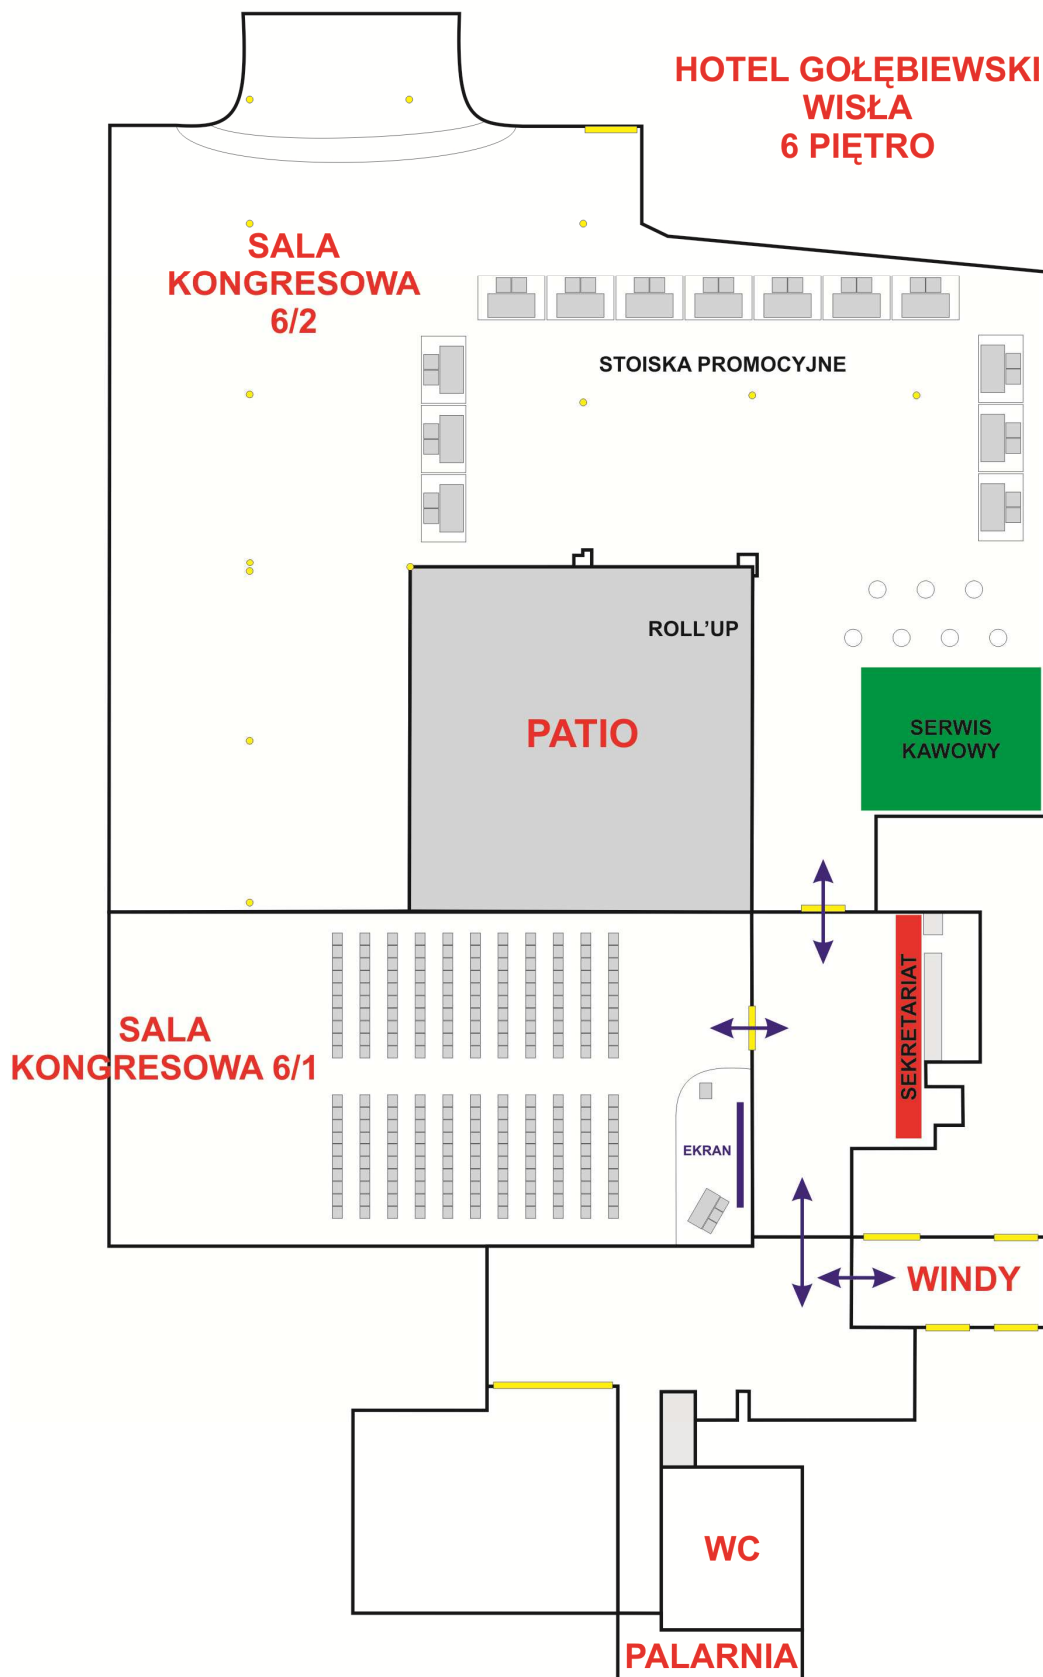 HOTEL GOŁĘBIEWSKI
WISŁA
6 PIĘTRO
SALA
KONGRESOWA
6/2
STOISKA PROMOCYJNE
ROLL'UP
PATIO
SERWIS
KAWOWY
SEKRETARIAT
SALA
KONGRESOWA 6/1
EKRAN
WINDY
WC
PALARNIA